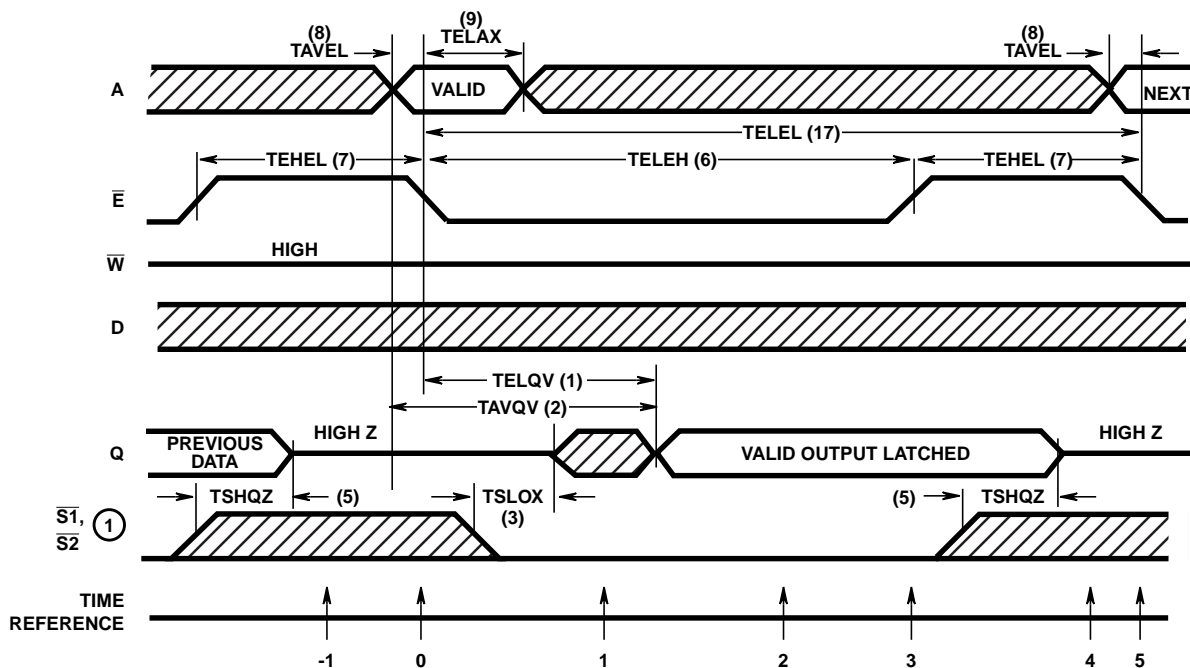 (8)
TAVEL
(9)
TELAX
(8)
TAVEL
A
VALID
NEXT
TELEL (17)
TEHEL (7)
TELEH (6)
TEHEL (7)
E
HIGH
W
D
TELQV (1)
TAVQV (2)
PREVIOUS
DATA
HIGH Z
VALID OUTPUT LATCHED
HIGH Z
Q
TSHQZ
(5)
TSLOX
(3)
(5)
TSHQZ
S1,
S2
1
TIME
REFERENCE
-1
0
1
2
3
4
5